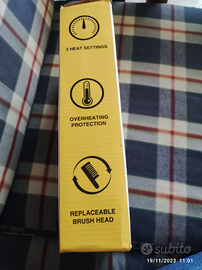 2 HEAT SETTINGS
OVERHEATING
PROTECTION
REPLACEABLE
BRUSH HEAD
subito
19/11/2023 11:01